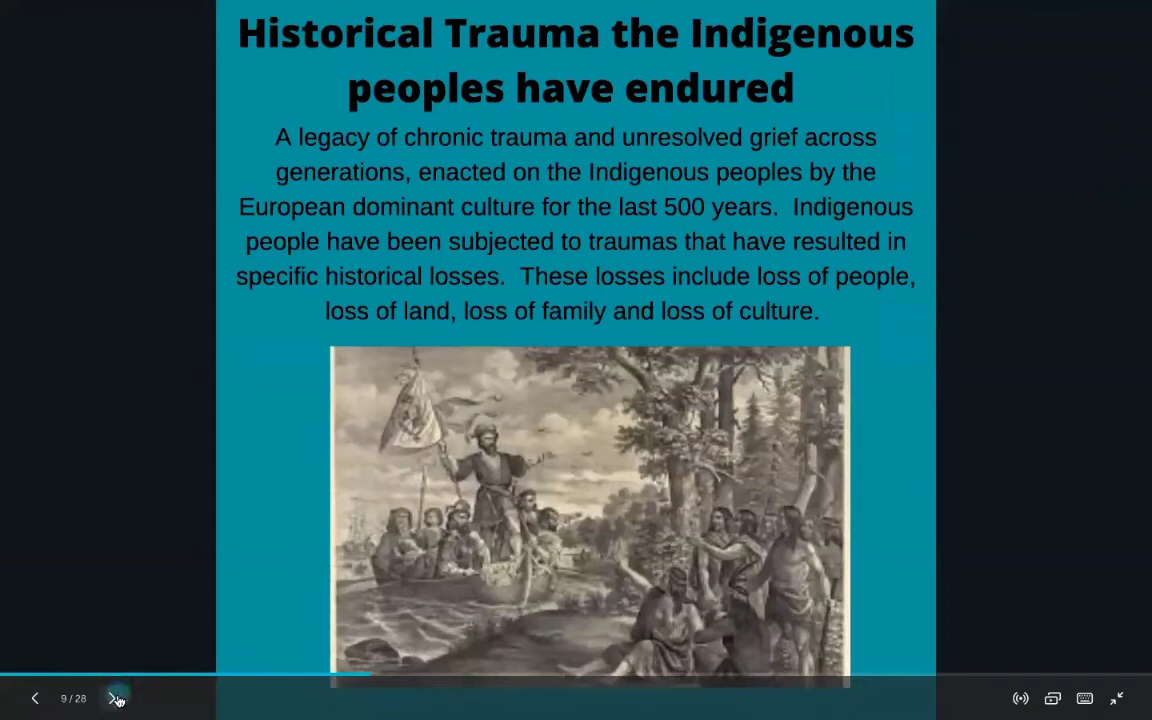 Historical Trauma the Indigenous
peoples have endured
A legacy of chronic trauma and unresolved grief across
generations, enacted on the Indigenous peoples by the
European dominant culture for the last 500 years.  Indigenous
people have been subjected to traumas that have resulted in
specific historical losses.  These losses include loss of people,
loss of land, loss of family and loss of culture.
9 / 28